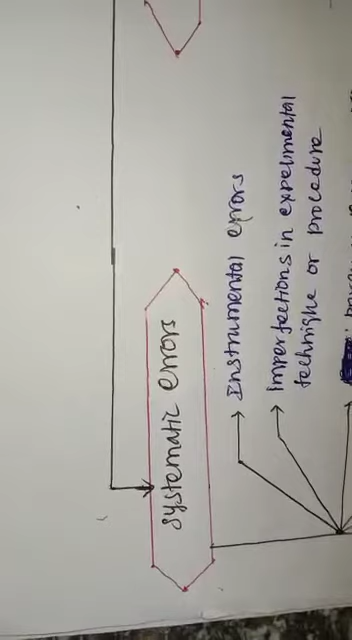 systematic errors
Instrumental errors
Imperfections in experimental
technique or procedure